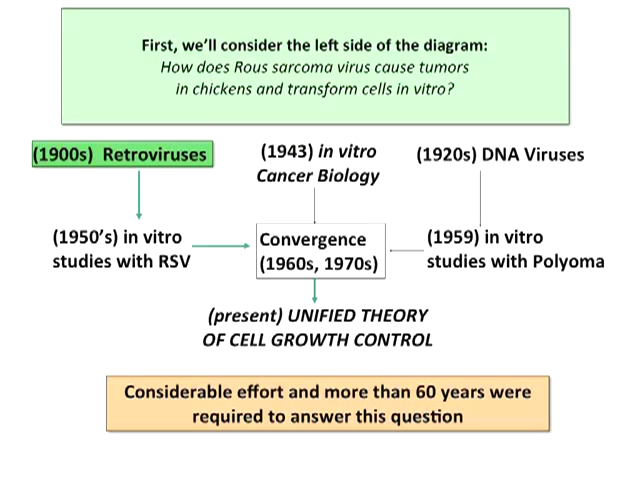 First, we'll consider the left side of the diagram:
How does Rous sarcoma virus cause tumors
in chickens and transform cells in vitro?
(1900s) Retroviruses
(1943) in vitro
Cancer Biology
(1920s) DNA Viruses
(1950's) in vitro
studies with RSV
Convergence
(1960s, 1970s)
(1959) in vitro
studies with Polyoma
(present) UNIFIED THEORY
OF CELL GROWTH CONTROL
Considerable effort and more than 60 years were
required to answer this question